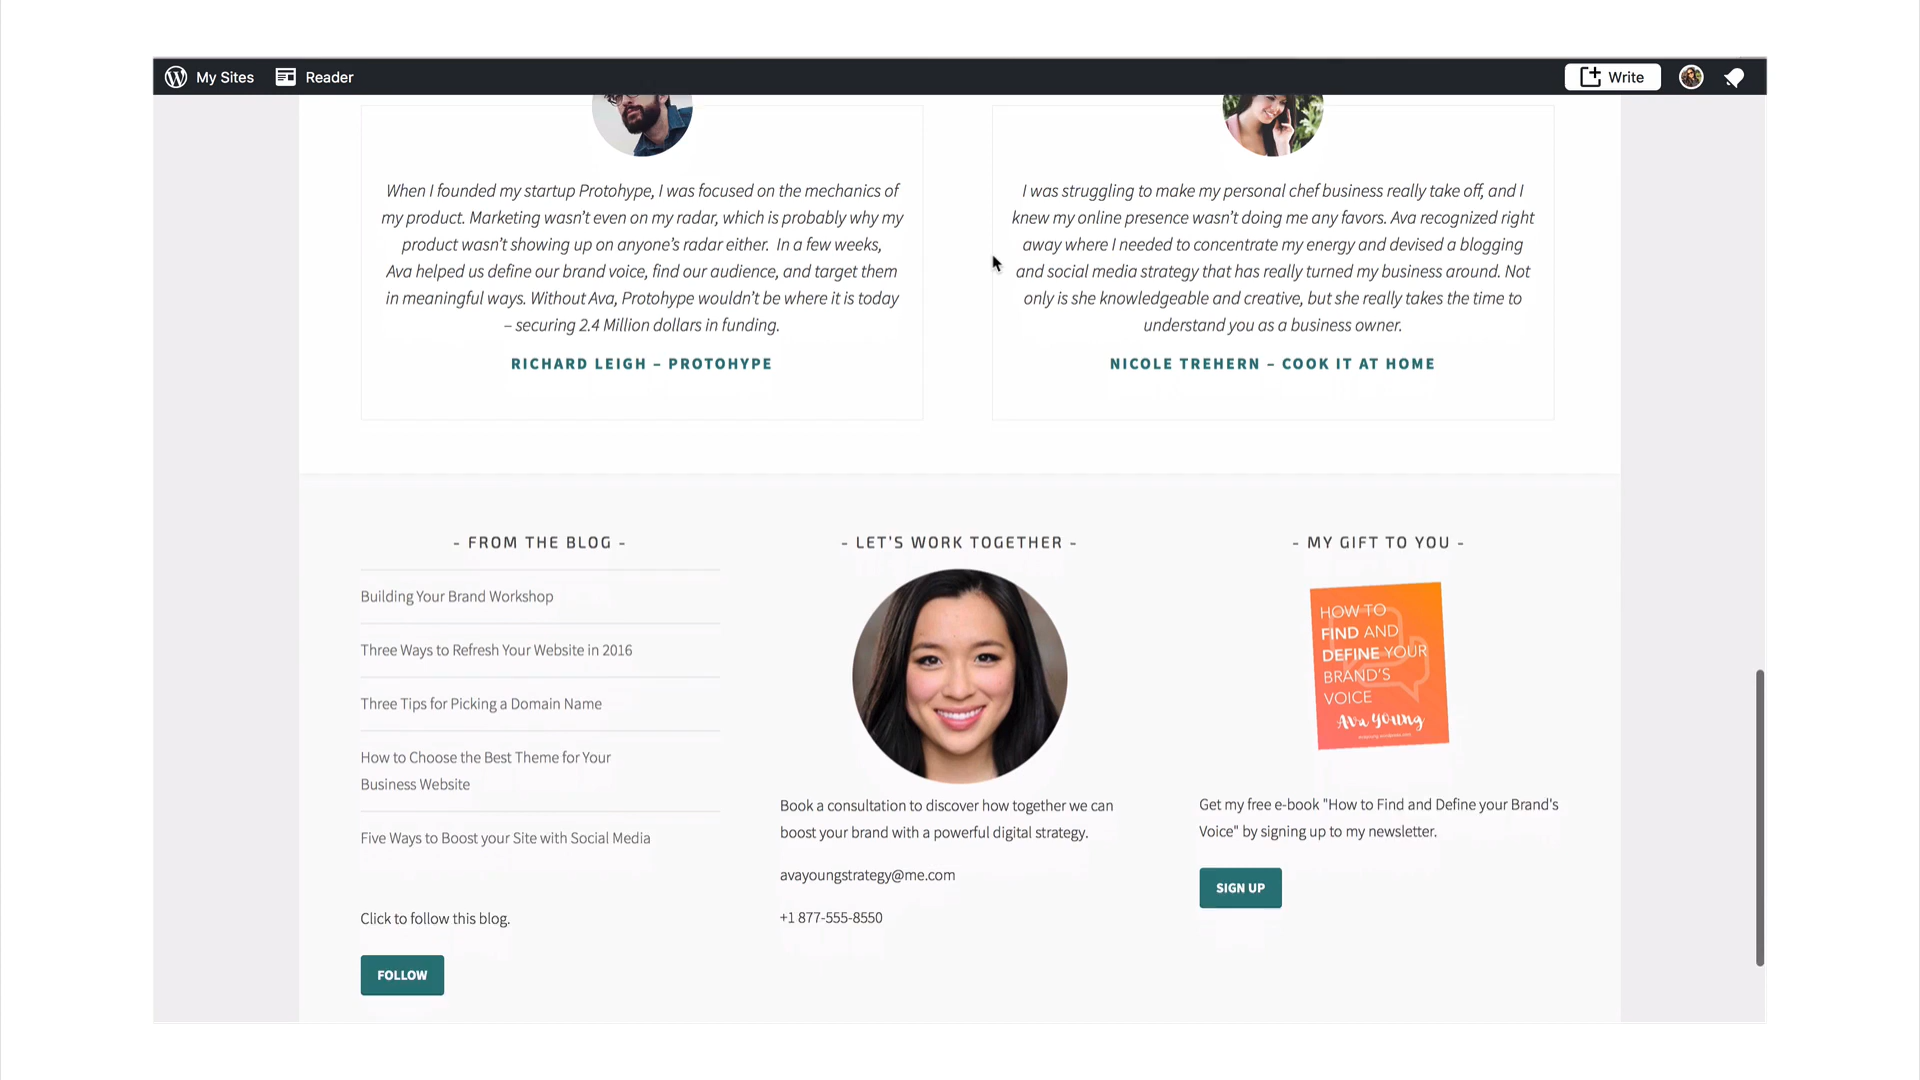 My Sites
Reader
Write
When I founded my startup Protohype, I was focused on the mechanics of
my product. Marketing wasn’t even on my radar, which is probably why my
product wasn’t showing up on anyone’s radar either. In a few weeks,
Ava helped us define our brand voice, find our audience, and target them
in meaningful ways. Without Ava, Protohype wouldn’t be where it is today
– securing 2.4 Million dollars in funding.
RICHARD LEIGH – PROTOHYPE
I was struggling to make my personal chef business really take off, and I
knew my online presence wasn’t doing me any favors. Ava recognized right
away where I needed to concentrate my energy and devised a blogging
and social media strategy that has really turned my business around. Not
only is she knowledgeable and creative, but she really takes the time to
understand you as a business owner.
NICOLE TREHERN – COOK IT AT HOME
- FROM THE BLOG -
Building Your Brand Workshop
Three Ways to Refresh Your Website in 2016
Three Tips for Picking a Domain Name
How to Choose the Best Theme for Your
Business Website
Five Ways to Boost your Site with Social Media
Click to follow this blog.
FOLLOW
- LET’S WORK TOGETHER -
Book a consultation to discover how together we can
boost your brand with a powerful digital strategy.
avayoungstrategy@me.com
+1 877-555-8550
- MY GIFT TO YOU -
HOW TO
FIND AND
DEFINE YOUR
BRAND’S
VOICE
Ava Young
Get my free e-book "How to Find and Define your Brand's
Voice" by signing up to my newsletter.
SIGN UP